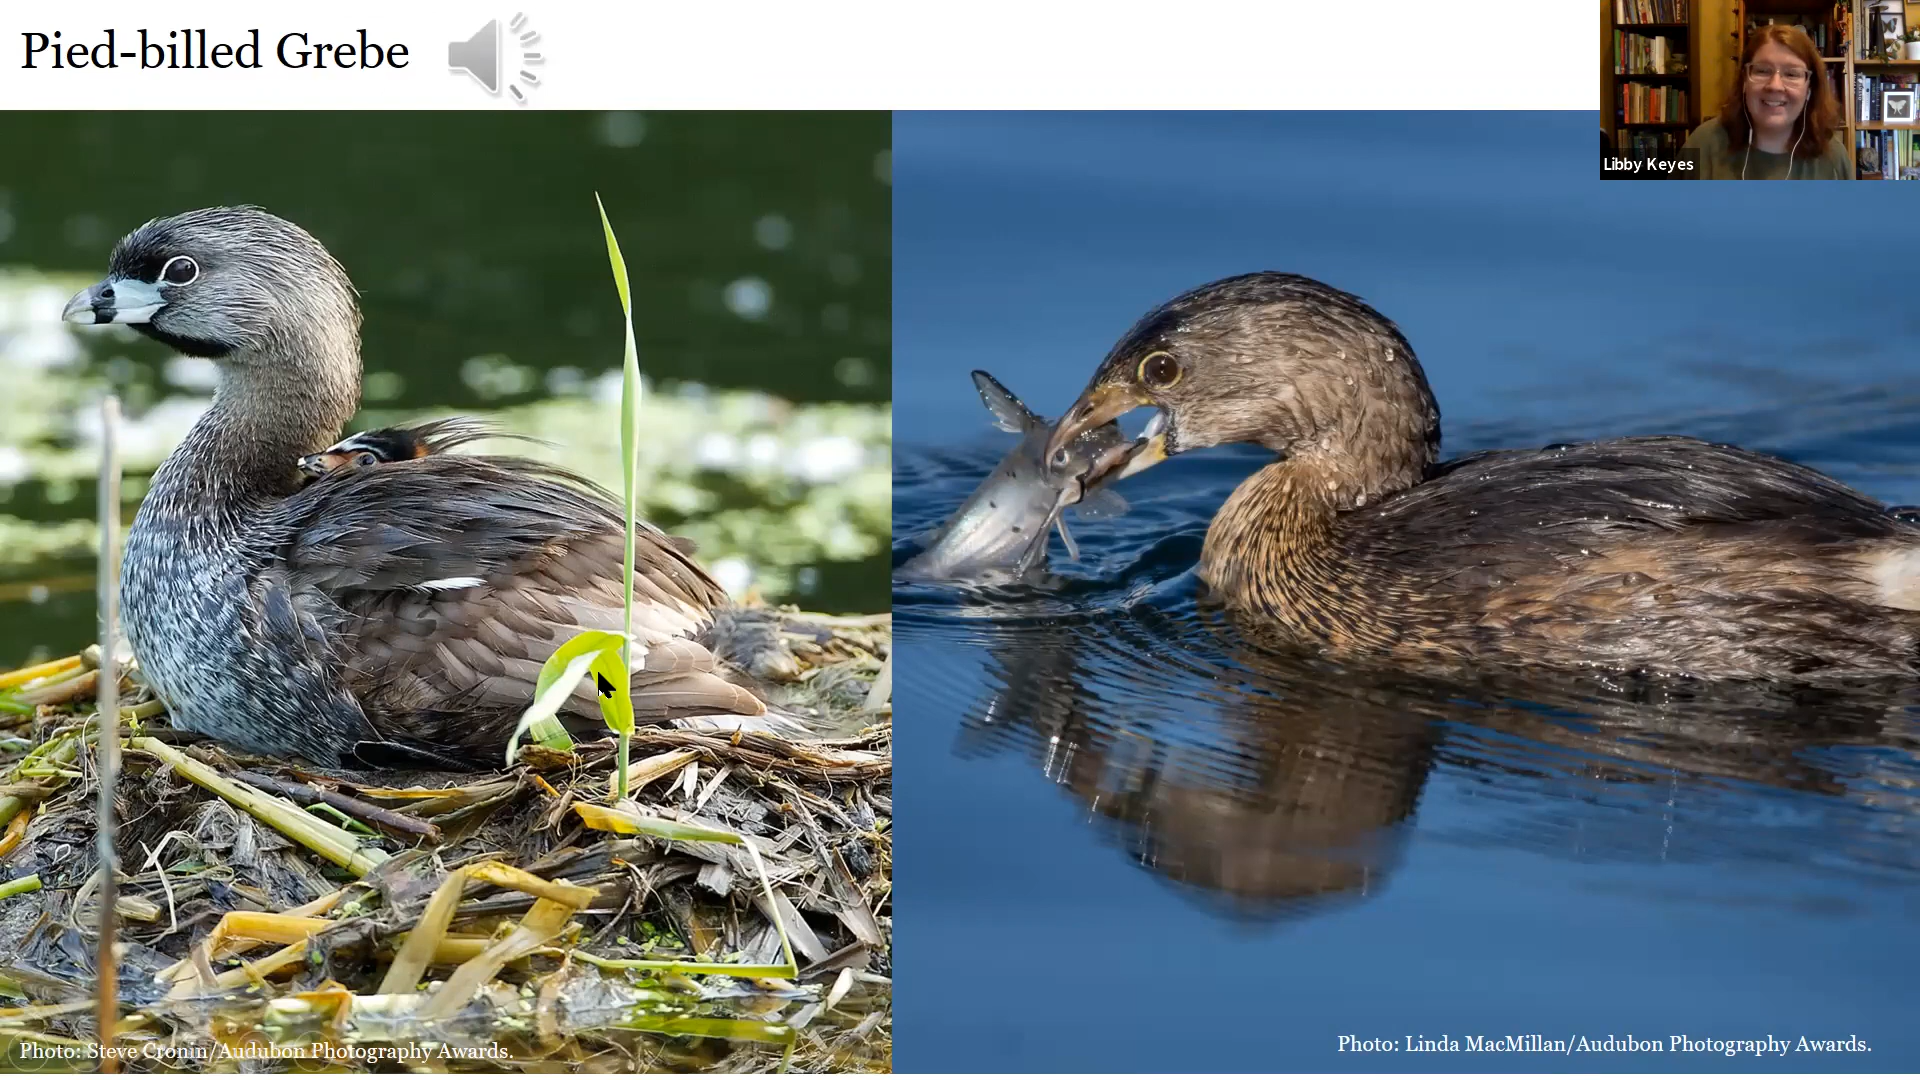 Pied-billed Grebe
Libby Keyes
Photo: Steve Cronin/Audubon Photography Awards.
Photo: Linda MacMillan/Audubon Photography Awards.